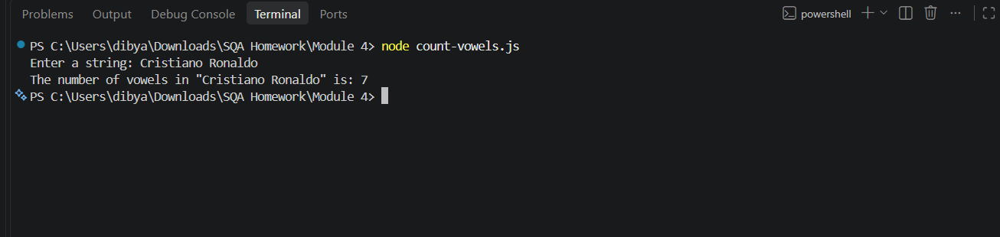 Problems Output Debug Console Terminal Ports powershell
PS C:\Users\dibya\Downloads\SQA Homework\Module 4> node count-vowels.js
Enter a string: Cristiano Ronaldo
The number of vowels in "Cristiano Ronaldo" is: 7
PS C:\Users\dibya\Downloads\SQA Homework\Module 4>